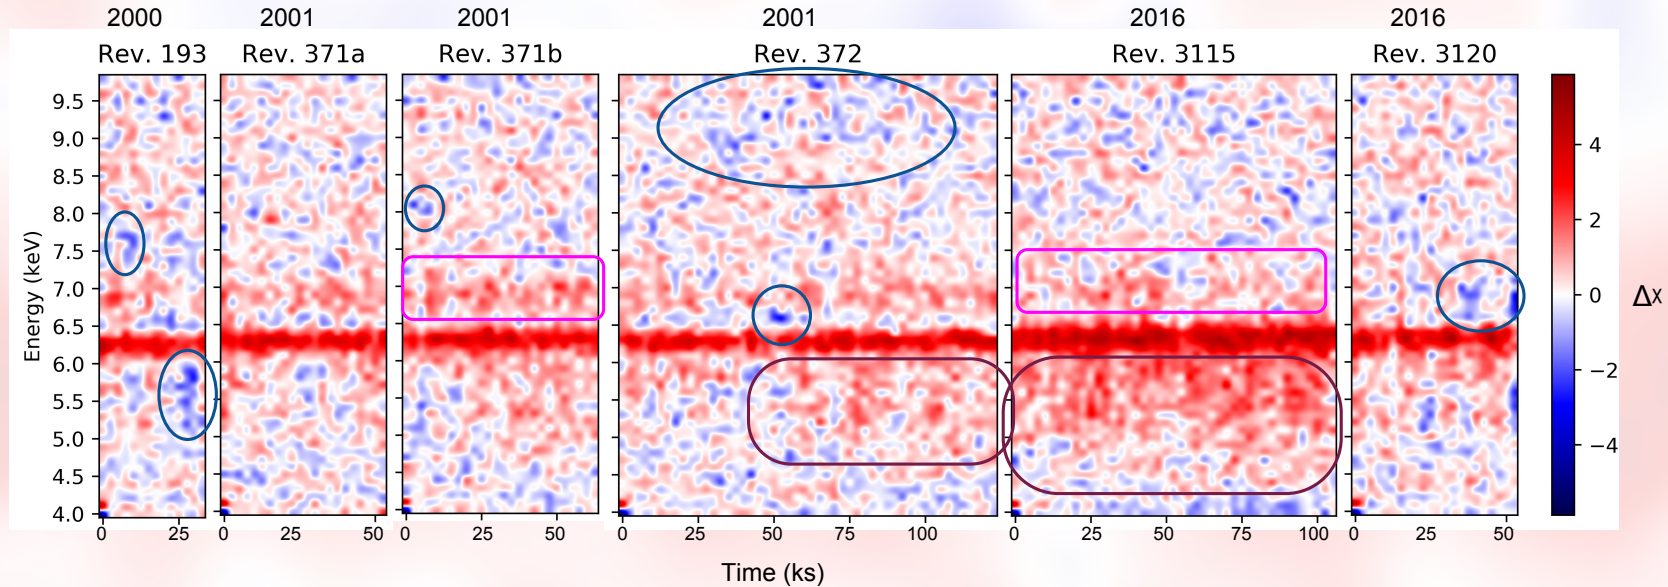 2000 2001 2001 2001 2016 2016
Rev. 193 Rev. 371a Rev. 371b Rev. 372 Rev. 3115 Rev. 3120
9.5
9.0
8.5
8.0
7.5
7.0
6.5
6.0
5.5
5.0
4.5
4.0
Energy (keV)
0 25 0 25 50 0 25 50 0 25 50 75 100 0 25 50 75 100 0 25 50
Time (ks)
4
2
0
−2
−4
Δχ